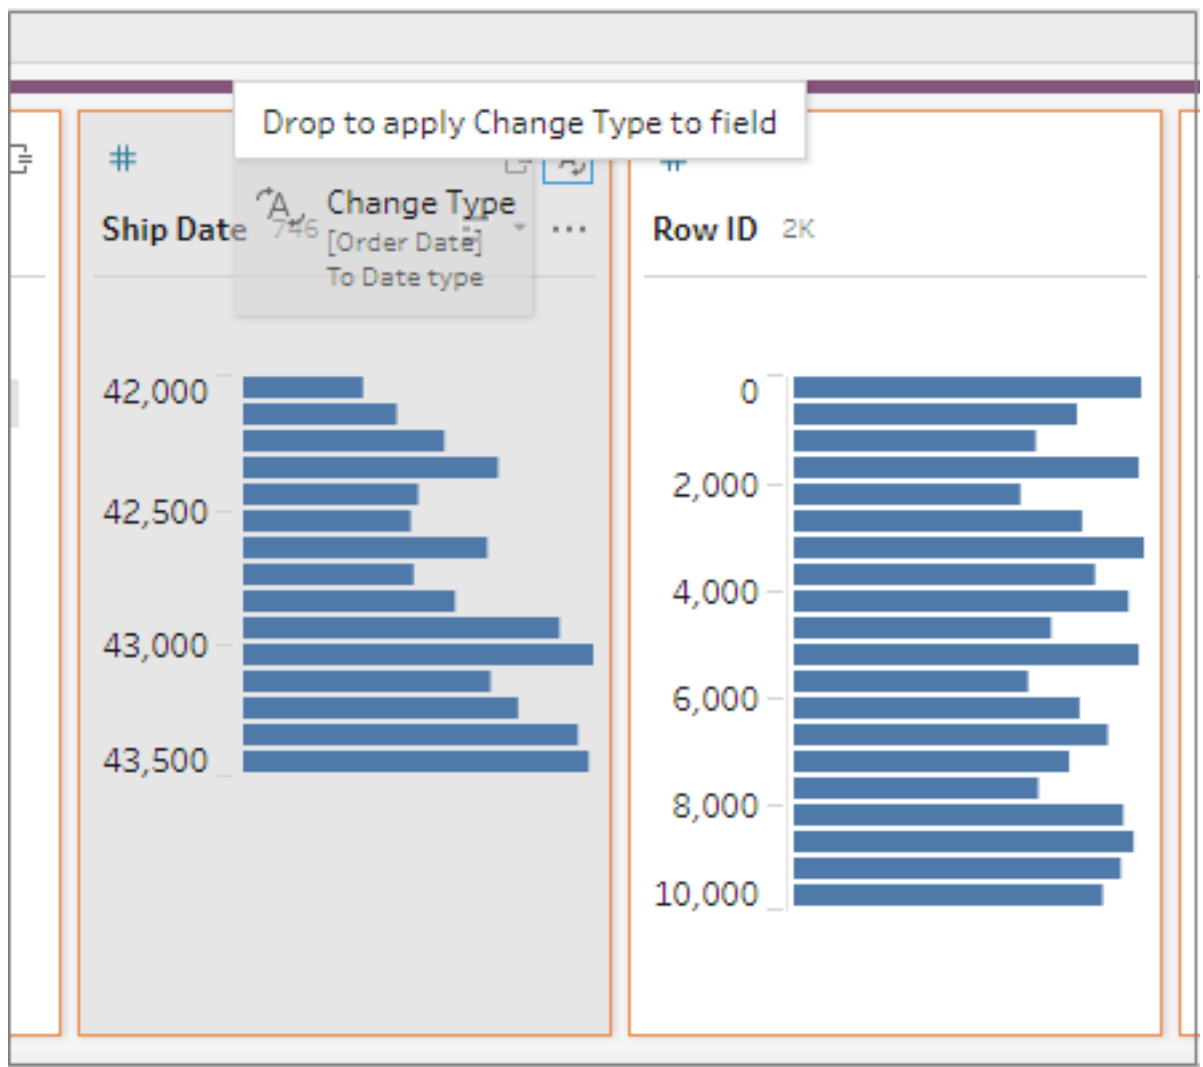 Drop to apply Change Type to field
#
#
Change Type
Ship Date 746
[Order Date]
To Date type
Row ID 2K
42,000
42,500
43,000
43,500
0
2,000
4,000
6,000
8,000
10,000